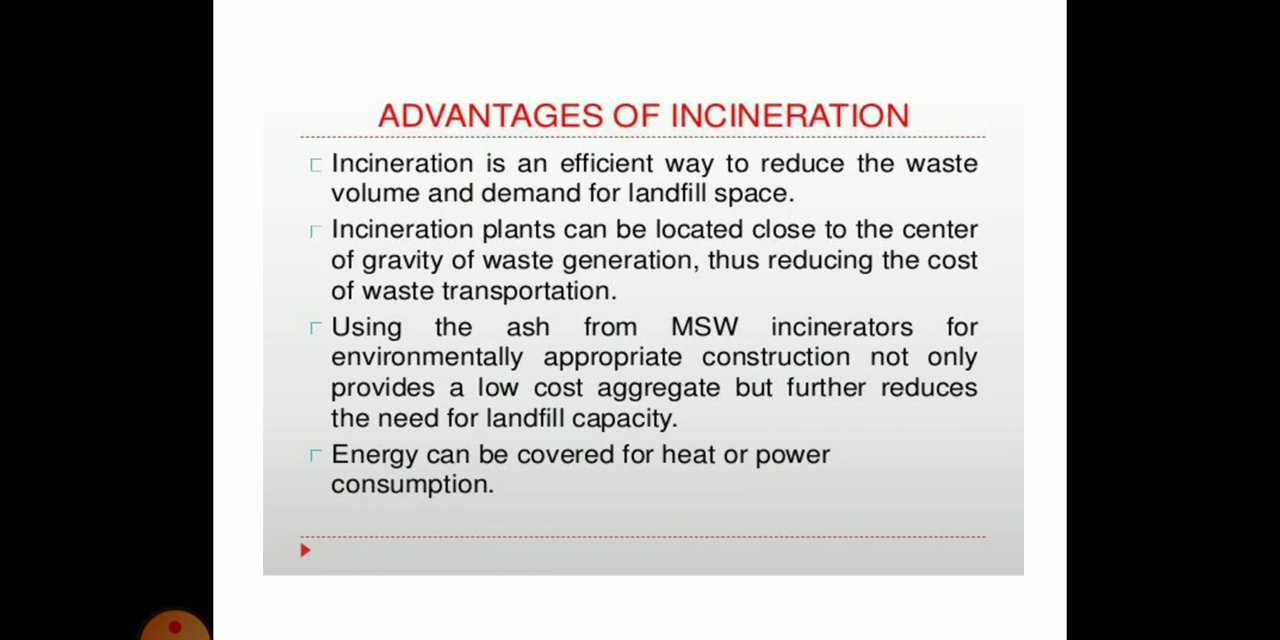 ADVANTAGES OF INCINERATION
Incineration is an efficient way to reduce the waste
volume and demand for landfill space.
Incineration plants can be located close to the center
of gravity of waste generation, thus reducing the cost
of waste transportation.
Using the ash from MSW incinerators for
environmentally appropriate construction not only
provides a low cost aggregate but further reduces
the need for landfill capacity.
Energy can be covered for heat or power
consumption.